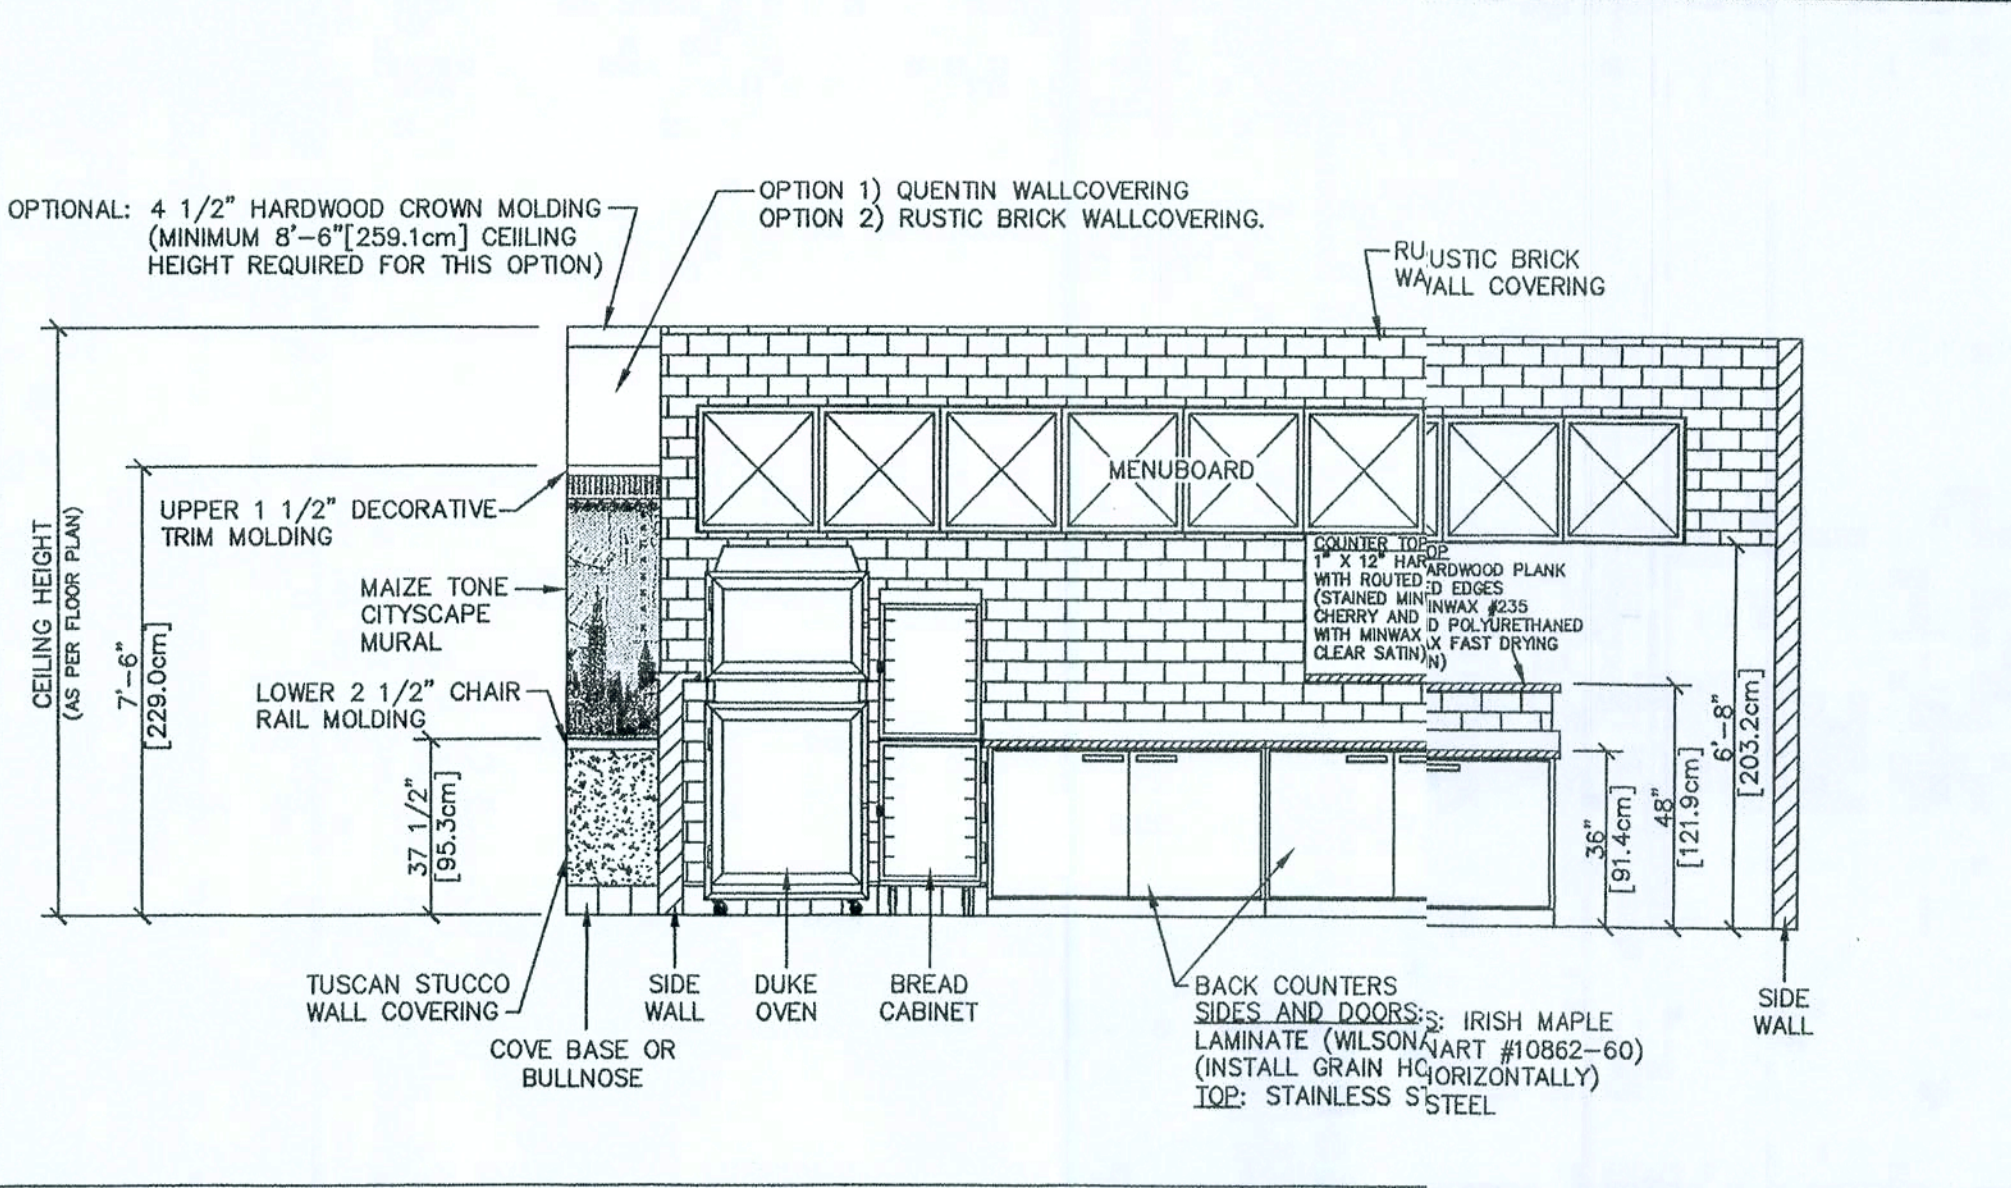 OPTIONAL: 4 1/2" HARDWOOD CROWN MOLDING
(MINIMUM 8'-6"[259.1cm] CEIILING
HEIGHT REQUIRED FOR THIS OPTION)
OPTION 1) QUENTIN WALLCOVERING
OPTION 2) RUSTIC BRICK WALLCOVERING.
RUUSTIC BRICK
WAALL COVERING
CEILING HEIGHT
(AS PER FLOOR PLAN)
7'-6"
[229.0cm]
UPPER 1 1/2" DECORATIVE
TRIM MOLDING
MAIZE TONE
CITYSCAPE
MURAL
LOWER 2 1/2" CHAIR
RAIL MOLDING
37 1/2"
[95.3cm]
MENUBOARD
COUNTER TOP
1" X 12" HARDWOOD PLANK
WITH ROUTED EDGES
(STAINED MINWAX #235
CHERRY AND POLYURETHANED
WITH MINWAX FAST DRYING
CLEAR SATIN)
36"
[91.4cm]
48"
[121.9cm]
6'-8"
[203.2cm]
TUSCAN STUCCO
WALL COVERING
COVE BASE OR
BULLNOSE
SIDE
WALL
DUKE
OVEN
BREAD
CABINET
BACK COUNTERS
SIDES AND DOORS: IRISH MAPLE
LAMINATE (WILSONART #10862-60)
(INSTALL GRAIN HORIZONTALLY)
TOP: STAINLESS STEEL
SIDE
WALL